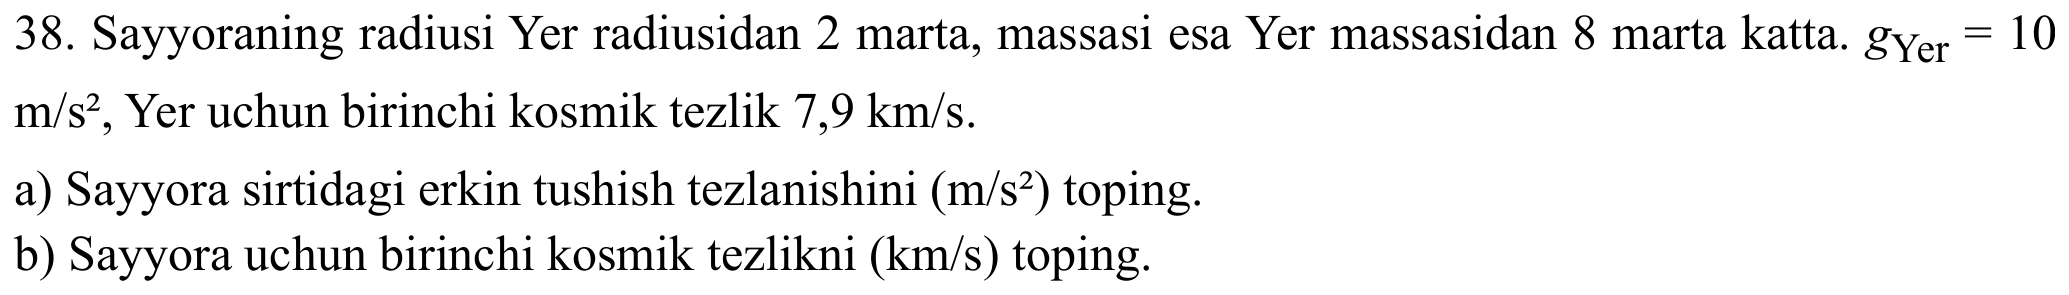 38. Sayyoraning radiusi Yer radiusidan 2 marta, massasi esa Yer massasidan 8 marta katta. g_Yer = 10
m/s², Yer uchun birinchi kosmik tezlik 7,9 km/s.
a) Sayyora sirtidagi erkin tushish tezlanishini (m/s²) toping.
b) Sayyora uchun birinchi kosmik tezlikni (km/s) toping.